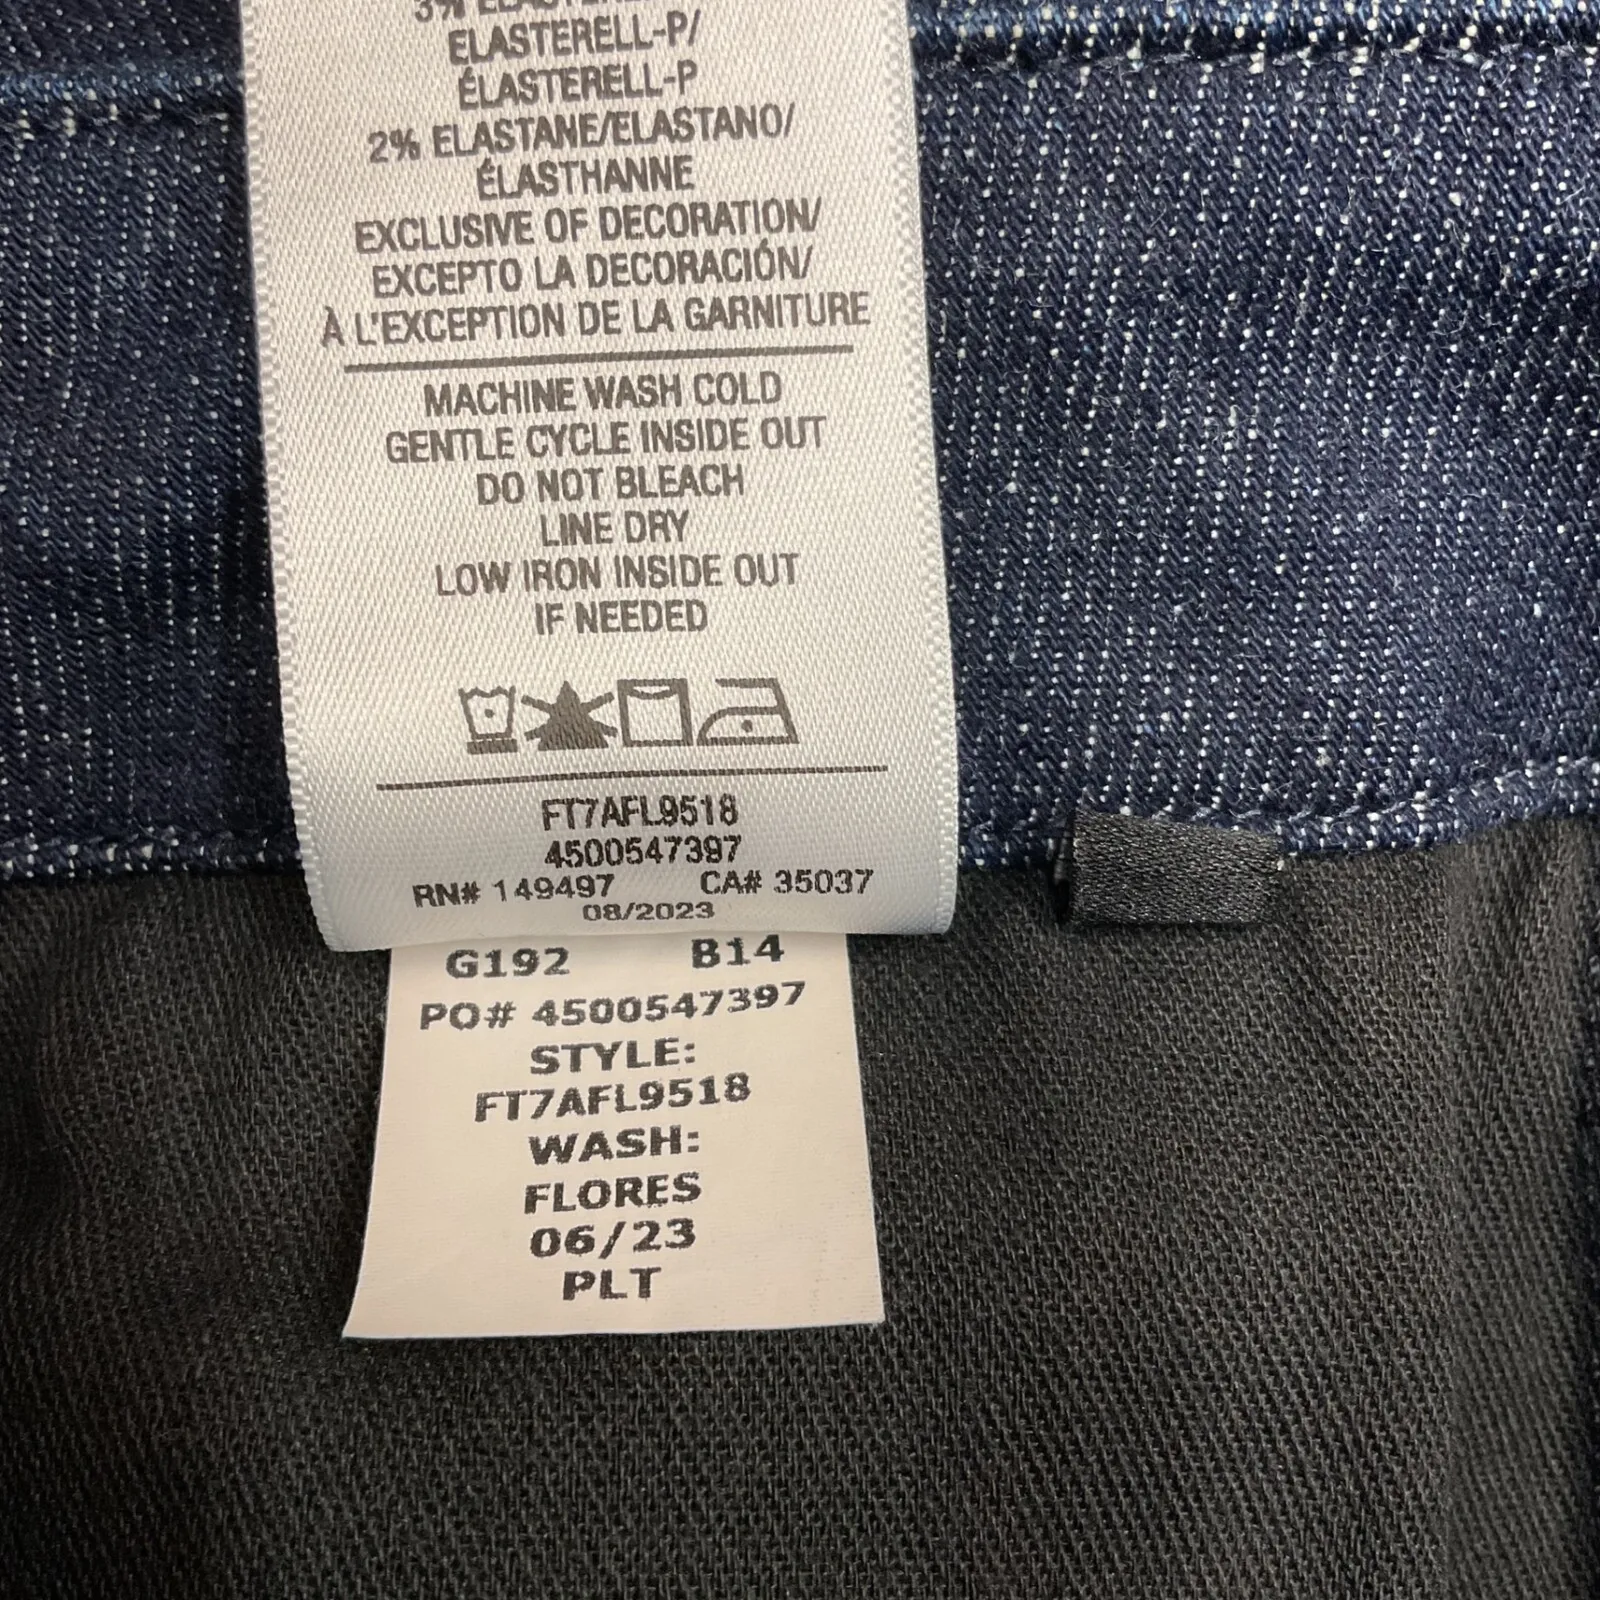 3% ELASTERELL-P/
ELASTERELL-P/
ÉLASTERELL-P
2% ELASTANE/ELASTANO/
ÉLASTHANNE
EXCLUSIVE OF DECORATION/
EXCEPTO LA DECORACIÓN/
À L'EXCEPTION DE LA GARNITURE
MACHINE WASH COLD
GENTLE CYCLE INSIDE OUT
DO NOT BLEACH
LINE DRY
LOW IRON INSIDE OUT
IF NEEDED
FT7AFL9518
4500547397
RN# 149497 CA# 35037
08/2023
G192 B14
PO# 4500547397
STYLE:
FT7AFL9518
WASH:
FLORES
06/23
PLT